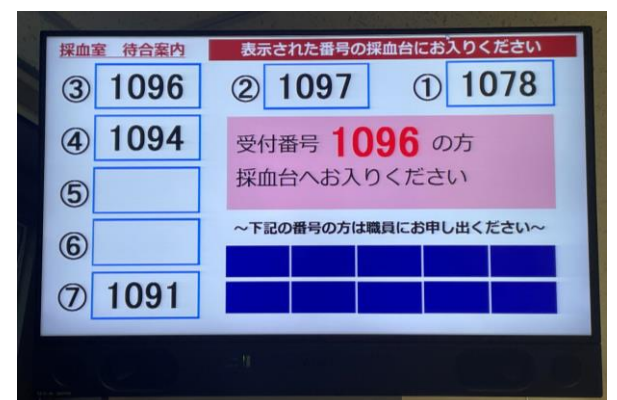 採血室 待合案内
表示された番号の採血台にお入りください
③ 1096
② 1097
① 1078
④ 1094
受付番号 1096 の方
採血台へお入りください
⑤
⑥
~下記の番号の方は職員にお申し出ください~
⑦ 1091